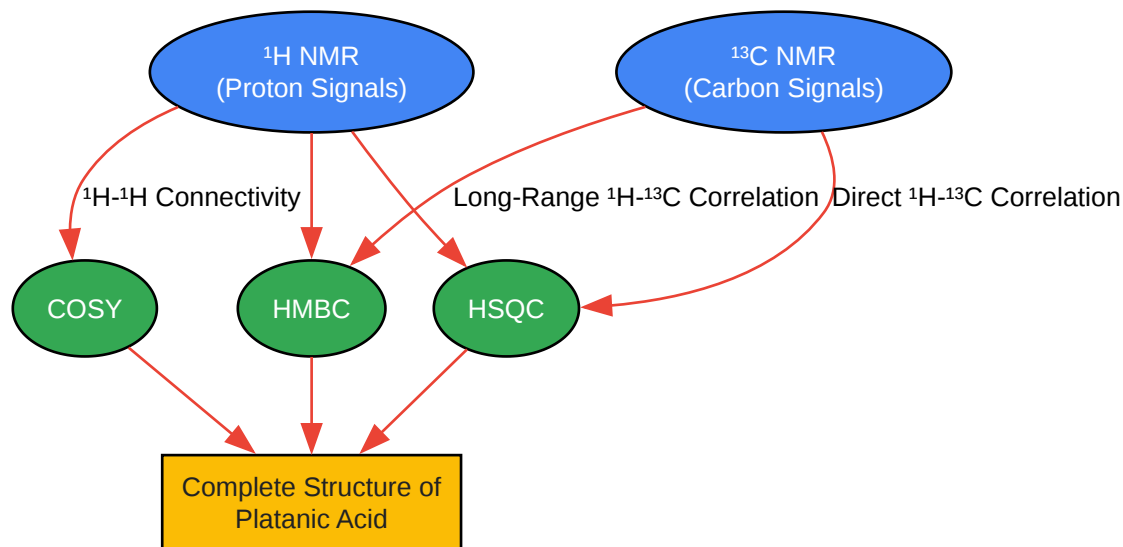 ¹H NMR
(Proton Signals)
¹³C NMR
(Carbon Signals)
¹H-¹H Connectivity
Long-Range ¹H-¹³C Correlation
Direct ¹H-¹³C Correlation
COSY
HMBC
HSQC
Complete Structure of
Platanic Acid